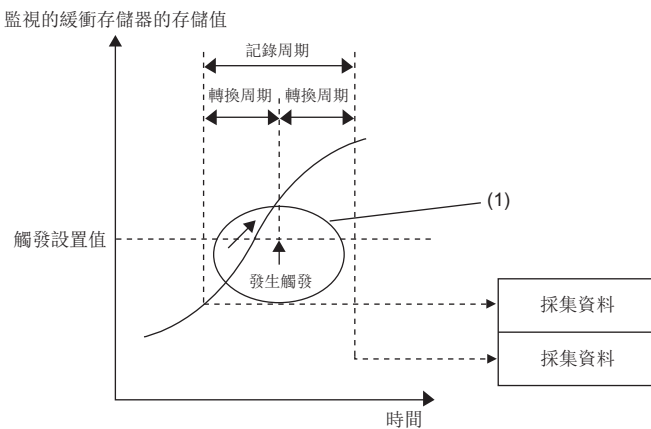 監視的緩衝存儲器的存儲值
記錄周期
轉換周期
轉換周期
(1)
觸發設置值
發生觸發
採集資料
採集資料
時間